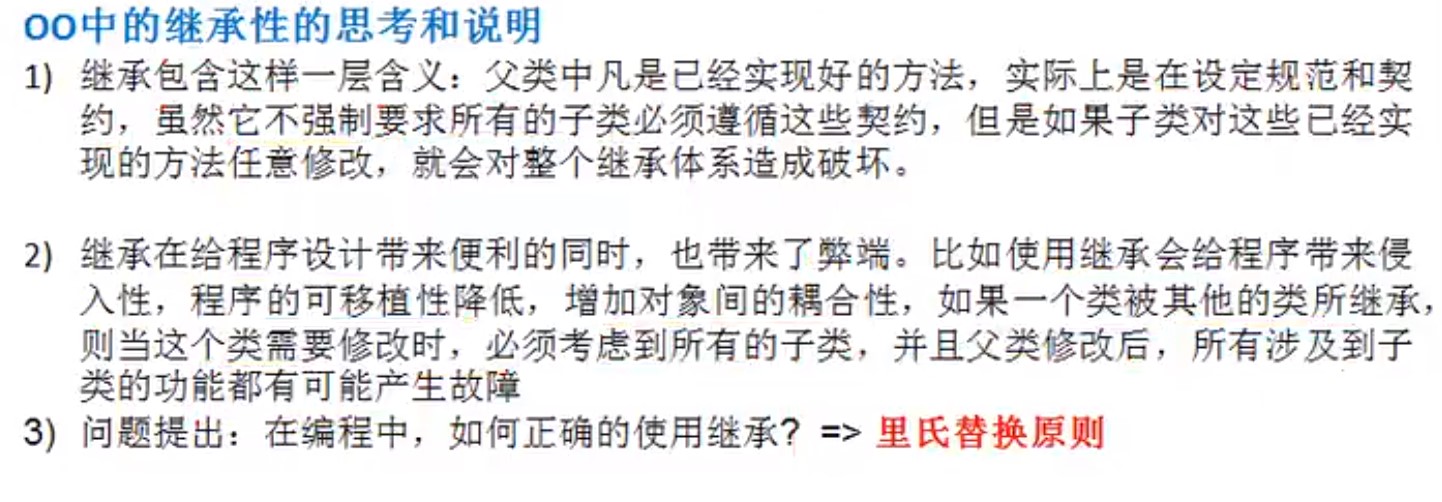 OO中的继承性的思考和说明
1) 继承包含这样一层含义：父类中凡是已经实现好的方法，实际上是在设定规范和契
约，虽然它不强制要求所有的子类必须遵循这些契约，但是如果子类对这些已经实
现的方法任意修改，就会对整个继承体系造成破坏。
2) 继承在给程序设计带来便利的同时，也带来了弊端。比如使用继承会给程序带来侵
入性，程序的可移植性降低，增加对象间的耦合性，如果一个类被其他的类所继承，
则当这个类需要修改时，必须考虑到所有的子类，并且父类修改后，所有涉及到子
类的功能都有可能产生故障
3) 问题提出：在编程中，如何正确的使用继承? => 里氏替换原则